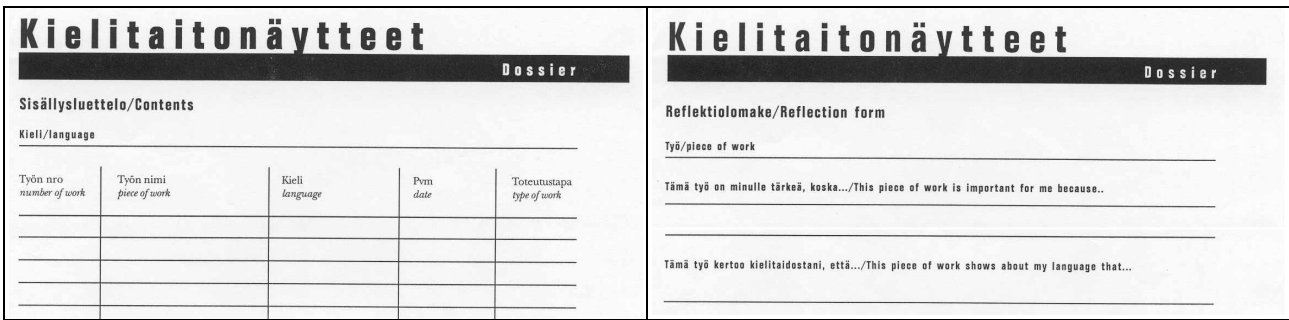 Kielitaitonäytteet
Dossier
Sisällysluettelo/Contents
Kieli/language
Työn nro Työn nimi Kieli Pvm Toteutustapa
number of work piece of work language date type of work
Kielitaitonäytteet
Dossier
Reflektiolomake/Reflection form
Työ/piece of work
Tämä työ on minulle tärkeä, koska.../This piece of work is important for me because..
Tämä työ kertoo kielitaidostani, että.../This piece of work shows about my language that...